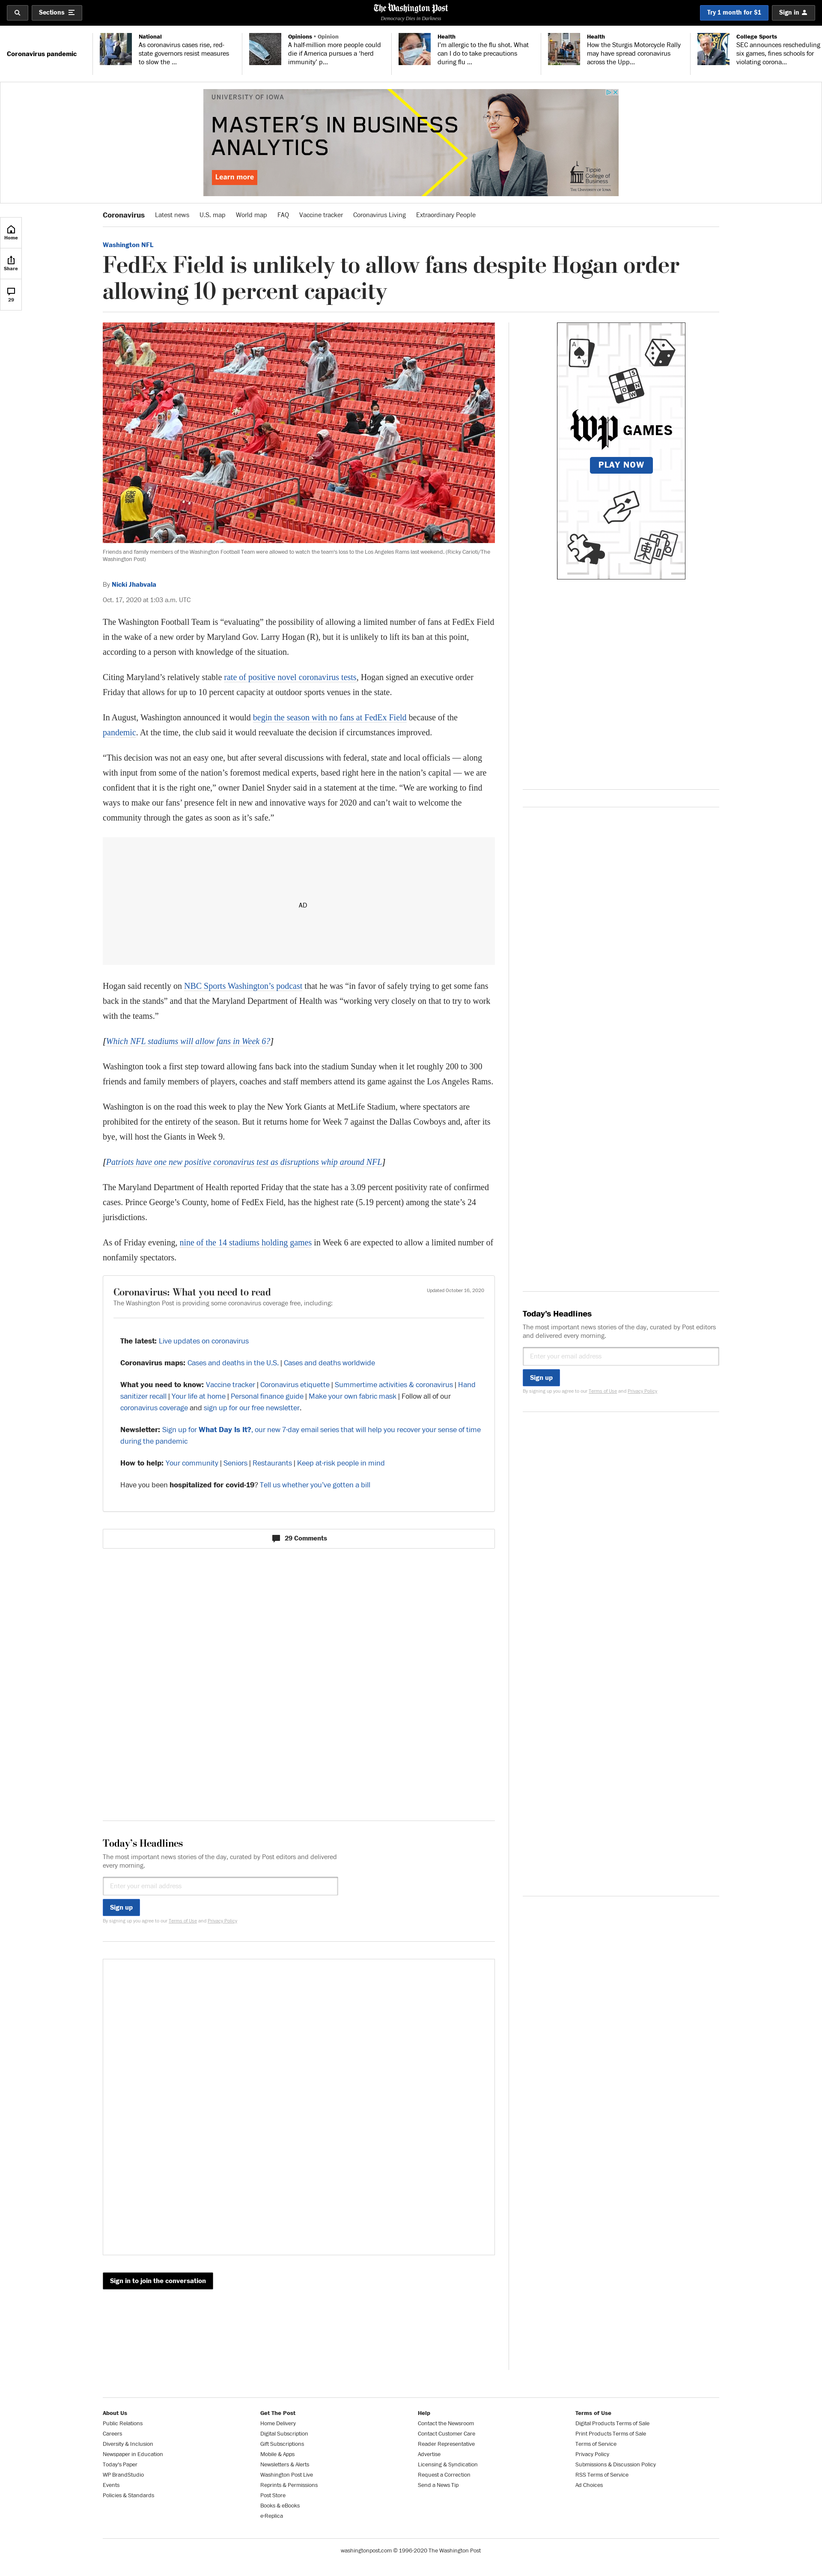 Sections
The Washington Post
Democracy Dies in Darkness
Try 1 month for $1
Sign in
Coronavirus pandemic
National
As coronavirus cases rise, red-
state governors resist measures
to slow the ...
Opinions • Opinion
A half-million more people could
die if America pursues a ‘herd
immunity’ p...
Health
I’m allergic to the flu shot. What
can I do to take precautions
during flu ...
Health
How the Sturgis Motorcycle Rally
may have spread coronavirus
across the Upp...
College Sports
SEC announces rescheduling
six games, fines schools for
violating corona...
UNIVERSITY OF IOWA
MASTER’S IN BUSINESS
ANALYTICS
Learn more
Tippie
College of
Business
The University of Iowa
Home
Share
29
Coronavirus
Latest news
U.S. map
World map
FAQ
Vaccine tracker
Coronavirus Living
Extraordinary People
Washington NFL
FedEx Field is unlikely to allow fans despite Hogan order
allowing 10 percent capacity
WP GAMES
PLAY NOW
Friends and family members of the Washington Football Team were allowed to watch the team's loss to the Los Angeles Rams last weekend. (Ricky Carioti/The
Washington Post)
By Nicki Jhabvala
Oct. 17, 2020 at 1:03 a.m. UTC
The Washington Football Team is “evaluating” the possibility of allowing a limited number of fans at FedEx Field
in the wake of a new order by Maryland Gov. Larry Hogan (R), but it is unlikely to lift its ban at this point,
according to a person with knowledge of the situation.
Citing Maryland’s relatively stable rate of positive novel coronavirus tests, Hogan signed an executive order
Friday that allows for up to 10 percent capacity at outdoor sports venues in the state.
In August, Washington announced it would begin the season with no fans at FedEx Field because of the
pandemic. At the time, the club said it would reevaluate the decision if circumstances improved.
“This decision was not an easy one, but after several discussions with federal, state and local officials — along
with input from some of the nation’s foremost medical experts, based right here in the nation’s capital — we are
confident that it is the right one,” owner Daniel Snyder said in a statement at the time. “We are working to find
ways to make our fans’ presence felt in new and innovative ways for 2020 and can’t wait to welcome the
community through the gates as soon as it’s safe.”
AD
Hogan said recently on NBC Sports Washington’s podcast that he was “in favor of safely trying to get some fans
back in the stands” and that the Maryland Department of Health was “working very closely on that to try to work
with the teams.”
[Which NFL stadiums will allow fans in Week 6?]
Washington took a first step toward allowing fans back into the stadium Sunday when it let roughly 200 to 300
friends and family members of players, coaches and staff members attend its game against the Los Angeles Rams.
Washington is on the road this week to play the New York Giants at MetLife Stadium, where spectators are
prohibited for the entirety of the season. But it returns home for Week 7 against the Dallas Cowboys and, after its
bye, will host the Giants in Week 9.
[Patriots have one new positive coronavirus test as disruptions whip around NFL]
The Maryland Department of Health reported Friday that the state has a 3.09 percent positivity rate of confirmed
cases. Prince George’s County, home of FedEx Field, has the highest rate (5.19 percent) among the state’s 24
jurisdictions.
As of Friday evening, nine of the 14 stadiums holding games in Week 6 are expected to allow a limited number of
nonfamily spectators.
Coronavirus: What you need to read
Updated October 16, 2020
The Washington Post is providing some coronavirus coverage free, including:
The latest: Live updates on coronavirus
Coronavirus maps: Cases and deaths in the U.S. | Cases and deaths worldwide
What you need to know: Vaccine tracker | Coronavirus etiquette | Summertime activities & coronavirus | Hand
sanitizer recall | Your life at home | Personal finance guide | Make your own fabric mask | Follow all of our
coronavirus coverage and sign up for our free newsletter.
Newsletter: Sign up for What Day Is It?, our new 7-day email series that will help you recover your sense of time
during the pandemic
How to help: Your community | Seniors | Restaurants | Keep at-risk people in mind
Have you been hospitalized for covid-19? Tell us whether you’ve gotten a bill
29 Comments
Today’s Headlines
The most important news stories of the day, curated by Post editors
and delivered every morning.
Enter your email address
Sign up
By signing up you agree to our Terms of Use and Privacy Policy
Today’s Headlines
The most important news stories of the day, curated by Post editors and delivered
every morning.
Enter your email address
Sign up
By signing up you agree to our Terms of Use and Privacy Policy
Sign in to join the conversation
About Us
Public Relations
Careers
Diversity & Inclusion
Newspaper in Education
Today’s Paper
WP BrandStudio
Events
Policies & Standards
Get The Post
Home Delivery
Digital Subscription
Gift Subscriptions
Mobile & Apps
Newsletters & Alerts
Washington Post Live
Reprints & Permissions
Post Store
Books & eBooks
e-Replica
Help
Contact the Newsroom
Contact Customer Care
Reader Representative
Advertise
Licensing & Syndication
Request a Correction
Send a News Tip
Terms of Use
Digital Products Terms of Sale
Print Products Terms of Sale
Terms of Service
Privacy Policy
Submissions & Discussion Policy
RSS Terms of Service
Ad Choices
washingtonpost.com © 1996-2020 The Washington Post